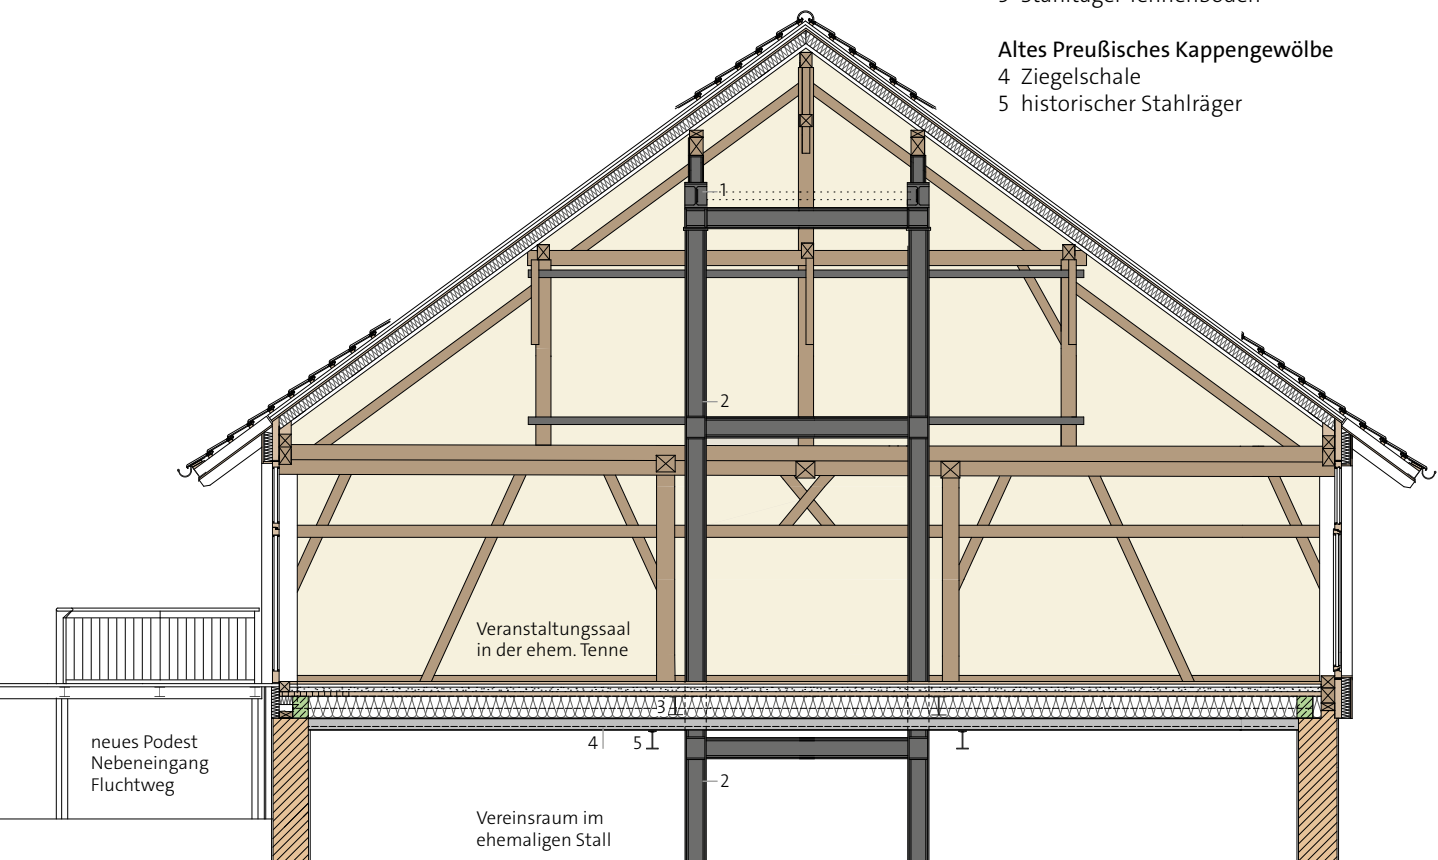 Altes Preußisches Kappengewölbe
4 Ziegelschale
5 historischer Stahlräger
1
2
Veranstaltungssaal
in der ehem. Tenne
3
4 5
neues Podest
Nebeneingang
Fluchtweg
2
Vereinsraum im
ehemaligen Stall